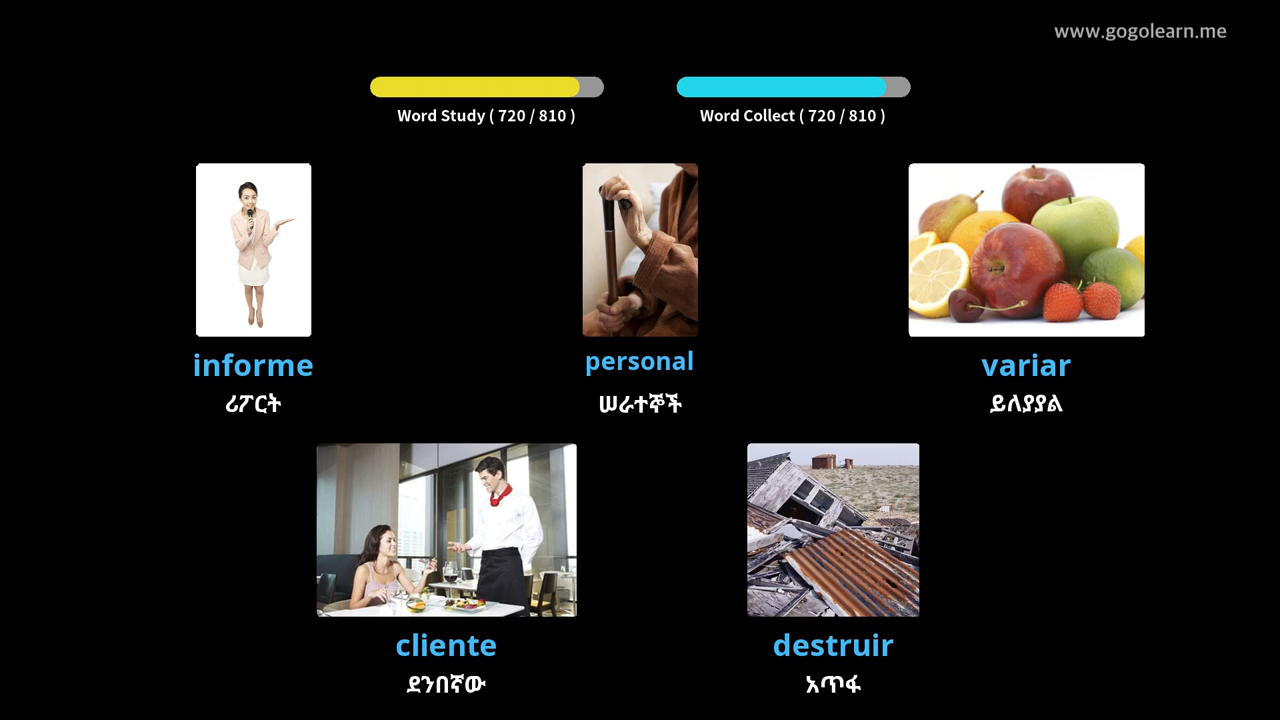 www.gogolearn.me
Word Study ( 720 / 810 )
Word Collect ( 720 / 810 )
informe
ሪፖርት
personal
ሠራተኞች
variar
ይለያያል
cliente
ደንበኛው
destruir
አጥፋ